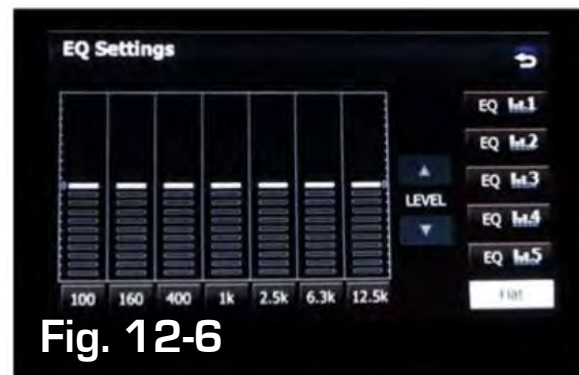 EQ Settings
EQ 1
EQ 2
EQ 3
LEVEL
EQ 4
EQ 5
100 160 400 1k 2.5k 6.3k 12.5k
Flat
Fig. 12-6